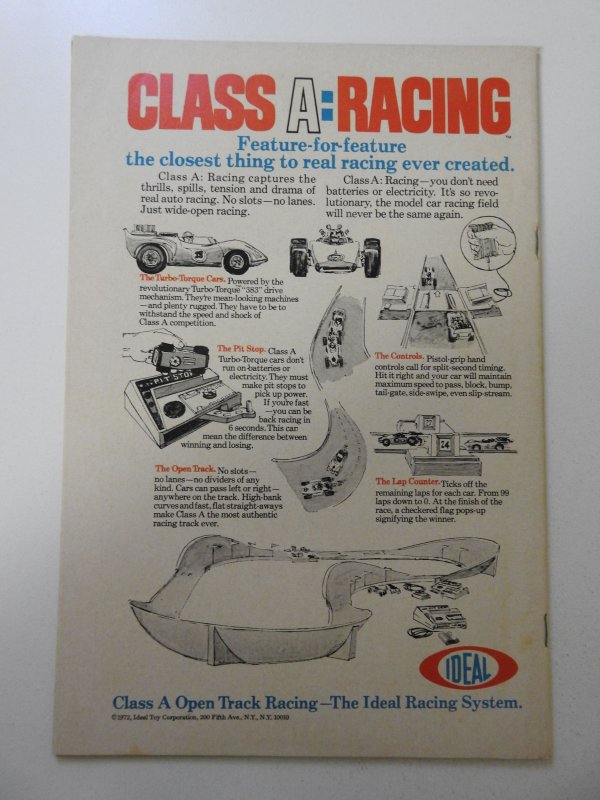 CLASS A:RACING
TM
Feature-for-feature
the closest thing to real racing ever created.
Class A: Racing captures the
thrills, spills, tension and drama of
real auto racing. No slots—no lanes.
Just wide-open racing.
Class A: Racing—you don't need
batteries or electricity. It's so revo-
lutionary, the model car racing field
will never be the same again.
The Turbo-Torque Cars. Powered by the
revolutionary Turbo-Torque™ "383" drive
mechanism. They're mean-looking machines
—and plenty rugged. They have to be to
withstand the speed and shock of
Class A competition.
The Pit Stop. Class A
Turbo-Torque cars don't
run on batteries or
electricity. They must
make pit stops to
pick up power.
If you're fast
—you can be
back racing in
6 seconds. This can
mean the difference between
winning and losing.
PIT STOP
The Controls. Pistol-grip hand
controls call for split-second timing.
Hit it right and your car will maintain
maximum speed to pass, block, bump,
tail-gate, side-swipe, even slip-stream.
The Open Track. No slots—
no lanes—no dividers of any
kind. Cars can pass left or right—
anywhere on the track. High-bank
curves and fast, flat straight-aways
make Class A the most authentic
racing track ever.
24
The Lap Counter. Ticks off the
remaining laps for each car. From 99
laps down to 0. At the finish of the
race, a checkered flag pops-up
signifying the winner.
IDEAL
Class A Open Track Racing—The Ideal Racing System.
©1972, Ideal Toy Corporation, 200 Fifth Ave., N.Y., N.Y. 10010